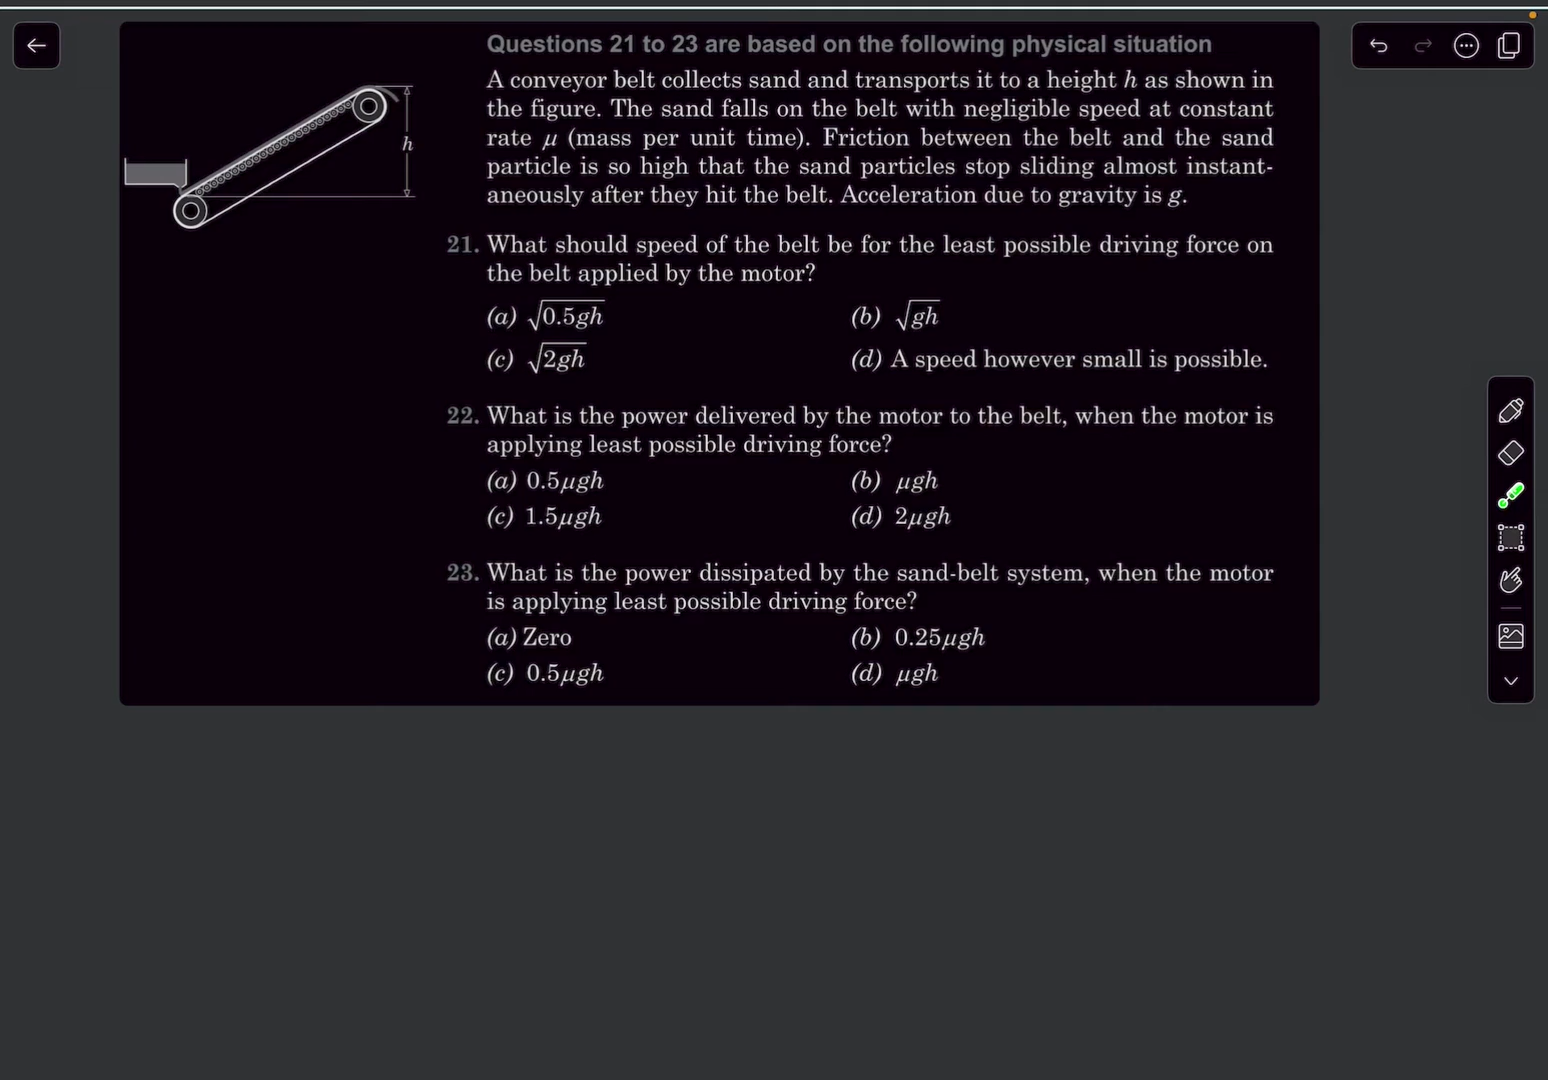 Questions 21 to 23 are based on the following physical situation
A conveyor belt collects sand and transports it to a height h as shown in
the figure. The sand falls on the belt with negligible speed at constant
rate μ (mass per unit time). Friction between the belt and the sand
particle is so high that the sand particles stop sliding almost instant-
aneously after they hit the belt. Acceleration due to gravity is g.
h
21. What should speed of the belt be for the least possible driving force on
the belt applied by the motor?
(a) √0.5gh (b) √gh
(c) √2gh (d) A speed however small is possible.
22. What is the power delivered by the motor to the belt, when the motor is
applying least possible driving force?
(a) 0.5μgh (b) μgh
(c) 1.5μgh (d) 2μgh
23. What is the power dissipated by the sand-belt system, when the motor
is applying least possible driving force?
(a) Zero (b) 0.25μgh
(c) 0.5μgh (d) μgh